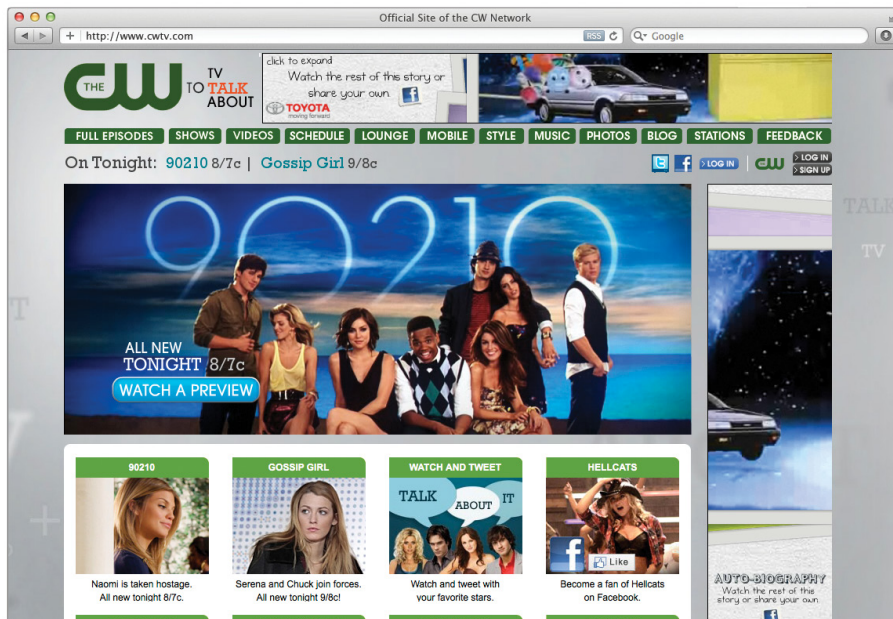 Official Site of the CW Network
http://www.cwtv.com
RSS
Google
THE CW
TV
TO TALK
ABOUT
click to expand
Watch the rest of this story or
share your own
TOYOTA
moving forward
FULL EPISODES SHOWS VIDEOS SCHEDULE LOUNGE MOBILE STYLE MUSIC PHOTOS BLOG STATIONS FEEDBACK
On Tonight: 90210 8/7c | Gossip Girl 9/8c
> LOG IN
CW
> LOG IN
> SIGN UP
90210
ALL NEW
TONIGHT 8/7c
WATCH A PREVIEW
TALK
TV
90210 GOSSIP GIRL WATCH AND TWEET HELLCATS
TALK ABOUT IT
Like
Naomi is taken hostage.
All new tonight 8/7c.
Serena and Chuck join forces.
All new tonight 9/8c!
Watch and tweet with
your favorite stars.
Become a fan of Hellcats
on Facebook.
AUTO-BIOGRAPHY
Watch the rest of this
story or share your own